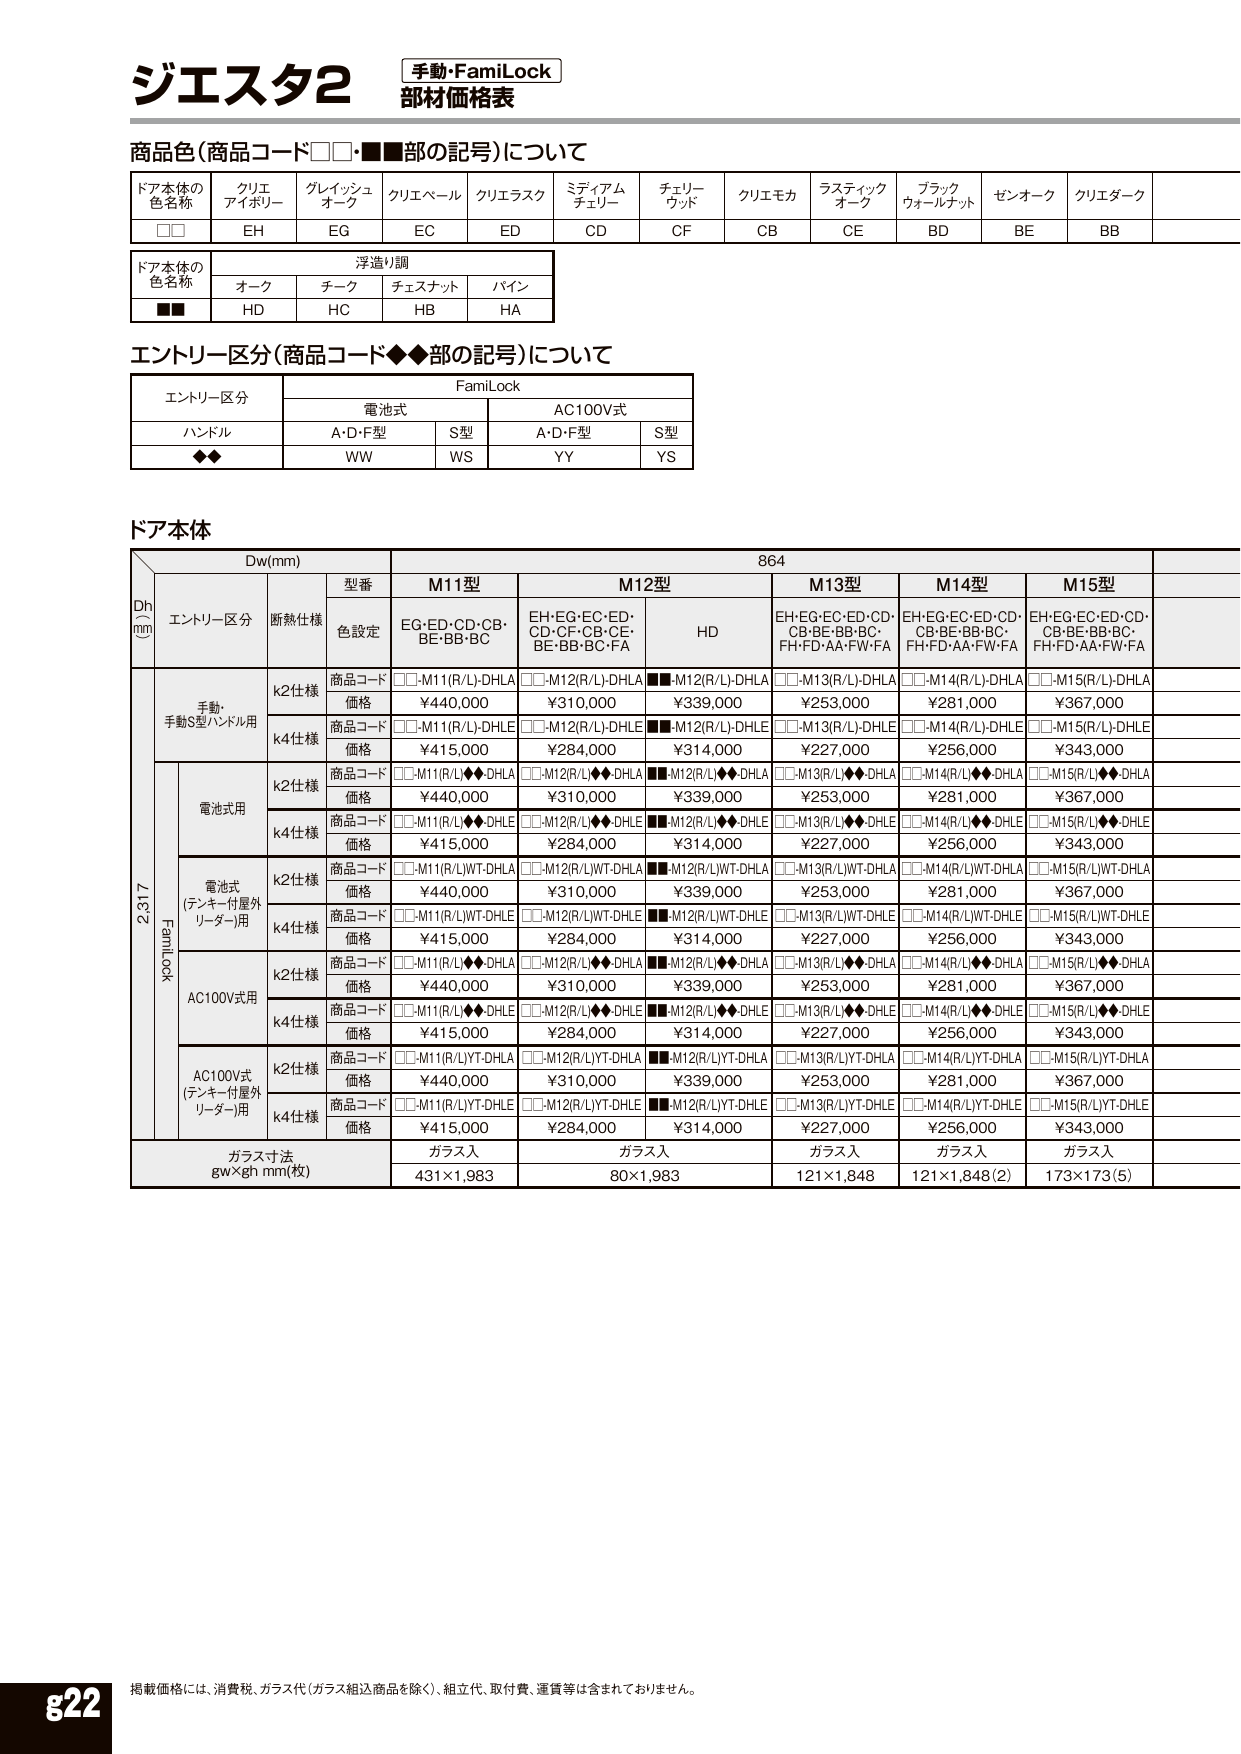 ジエスタ2
手動・FamiLock
部材価格表
商品色（商品コード□□・■■部の記号）について
ドア本体の色名称 クリエアイボリー グレイッシュオーク クリエペール クリエラスク ミディアムチェリー チェリーウッド クリエモカ ラスティックオーク ブラックウォールナット ゼンオーク クリエダーク
□□ EH EG EC ED CD CF CB CE BD BE BB
ドア本体の色名称 浮造り調
オーク チーク チェスナット パイン
■■ HD HC HB HA
エントリー区分（商品コード◆◆部の記号）について
エントリー区分 FamiLock
電池式 AC100V式
ハンドル A・D・F型 S型 A・D・F型 S型
◆◆ WW WS YY YS
ドア本体
Dw(mm) 864
Dh(mm) エントリー区分 断熱仕様 型番 M11型 M12型 M13型 M14型 M15型
色設定 EG・ED・CD・CB・BE・BB・BC EH・EG・EC・ED・CD・CF・CB・CE・BE・BB・BC・FA HD EH・EG・EC・ED・CD・CB・BE・BB・BC・FH・FD・AA・FW・FA EH・EG・EC・ED・CD・CB・BE・BB・BC・FH・FD・AA・FW・FA EH・EG・EC・ED・CD・CB・BE・BB・BC・FH・FD・AA・FW・FA
2,317 手動・手動S型ハンドル用 k2仕様 商品コード □□-M11(R/L)-DHLA □□-M12(R/L)-DHLA ■■-M12(R/L)-DHLA □□-M13(R/L)-DHLA □□-M14(R/L)-DHLA □□-M15(R/L)-DHLA
価格 ¥440,000 ¥310,000 ¥339,000 ¥253,000 ¥281,000 ¥367,000
k4仕様 商品コード □□-M11(R/L)-DHLE □□-M12(R/L)-DHLE ■■-M12(R/L)-DHLE □□-M13(R/L)-DHLE □□-M14(R/L)-DHLE □□-M15(R/L)-DHLE
価格 ¥415,000 ¥284,000 ¥314,000 ¥227,000 ¥256,000 ¥343,000
FamiLock 電池式用 k2仕様 商品コード □□-M11(R/L)◆◆-DHLA □□-M12(R/L)◆◆-DHLA ■■-M12(R/L)◆◆-DHLA □□-M13(R/L)◆◆-DHLA □□-M14(R/L)◆◆-DHLA □□-M15(R/L)◆◆-DHLA
価格 ¥440,000 ¥310,000 ¥339,000 ¥253,000 ¥281,000 ¥367,000
k4仕様 商品コード □□-M11(R/L)◆◆-DHLE □□-M12(R/L)◆◆-DHLE ■■-M12(R/L)◆◆-DHLE □□-M13(R/L)◆◆-DHLE □□-M14(R/L)◆◆-DHLE □□-M15(R/L)◆◆-DHLE
価格 ¥415,000 ¥284,000 ¥314,000 ¥227,000 ¥256,000 ¥343,000
電池式(テンキー付屋外リーダー)用 k2仕様 商品コード □□-M11(R/L)WT-DHLA □□-M12(R/L)WT-DHLA ■■-M12(R/L)WT-DHLA □□-M13(R/L)WT-DHLA □□-M14(R/L)WT-DHLA □□-M15(R/L)WT-DHLA
価格 ¥440,000 ¥310,000 ¥339,000 ¥253,000 ¥281,000 ¥367,000
k4仕様 商品コード □□-M11(R/L)WT-DHLE □□-M12(R/L)WT-DHLE ■■-M12(R/L)WT-DHLE □□-M13(R/L)WT-DHLE □□-M14(R/L)WT-DHLE □□-M15(R/L)WT-DHLE
価格 ¥415,000 ¥284,000 ¥314,000 ¥227,000 ¥256,000 ¥343,000
AC100V式用 k2仕様 商品コード □□-M11(R/L)◆◆-DHLA □□-M12(R/L)◆◆-DHLA ■■-M12(R/L)◆◆-DHLA □□-M13(R/L)◆◆-DHLA □□-M14(R/L)◆◆-DHLA □□-M15(R/L)◆◆-DHLA
価格 ¥440,000 ¥310,000 ¥339,000 ¥253,000 ¥281,000 ¥367,000
k4仕様 商品コード □□-M11(R/L)◆◆-DHLE □□-M12(R/L)◆◆-DHLE ■■-M12(R/L)◆◆-DHLE □□-M13(R/L)◆◆-DHLE □□-M14(R/L)◆◆-DHLE □□-M15(R/L)◆◆-DHLE
価格 ¥415,000 ¥284,000 ¥314,000 ¥227,000 ¥256,000 ¥343,000
AC100V式(テンキー付屋外リーダー)用 k2仕様 商品コード □□-M11(R/L)YT-DHLA □□-M12(R/L)YT-DHLA ■■-M12(R/L)YT-DHLA □□-M13(R/L)YT-DHLA □□-M14(R/L)YT-DHLA □□-M15(R/L)YT-DHLA
価格 ¥440,000 ¥310,000 ¥339,000 ¥253,000 ¥281,000 ¥367,000
k4仕様 商品コード □□-M11(R/L)YT-DHLE □□-M12(R/L)YT-DHLE ■■-M12(R/L)YT-DHLE □□-M13(R/L)YT-DHLE □□-M14(R/L)YT-DHLE □□-M15(R/L)YT-DHLE
価格 ¥415,000 ¥284,000 ¥314,000 ¥227,000 ¥256,000 ¥343,000
ガラス寸法 gw×gh mm(枚) ガラス入 ガラス入 ガラス入 ガラス入 ガラス入
431×1,983 80×1,983 121×1,848 121×1,848（2） 173×173（5）
掲載価格には、消費税、ガラス代（ガラス組込商品を除く）、組立代、取付費、運賃等は含まれておりません。
g22